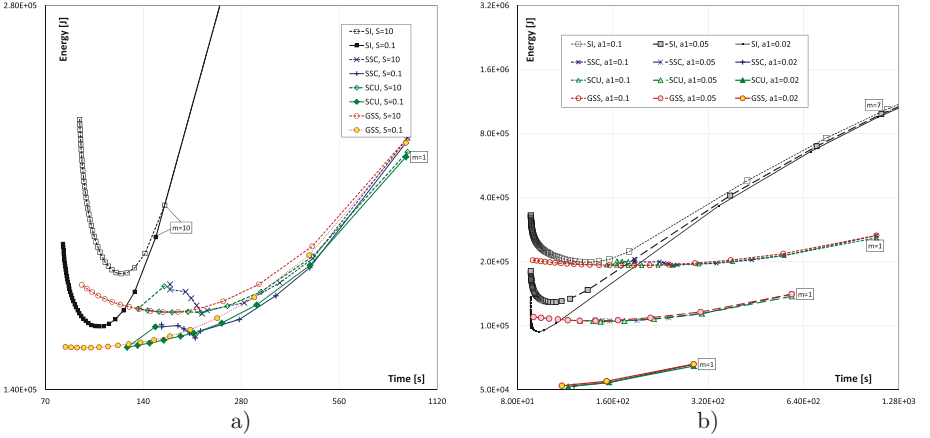 2.80E+05
Energy [J]
SI, S=10
SI, S=0.1
SSC, S=10
SSC, S=0.1
SCU, S=10
SCU, S=0.1
GSS, S=10
GSS, S=0.1
m=1
m=10
Time [s]
1.40E+05
70 140 280 560 1120
a)
3.2E+06
Energy [J]
SI, a1=0.1 SI, a1=0.05 SI, a1=0.02
SSC, a1=0.1 SSC, a1=0.05 SSC, a1=0.02
SCU, a1=0.1 SCU, a1=0.05 SCU, a1=0.02
GSS, a1=0.1 GSS, a1=0.05 GSS, a1=0.02
1.6E+06
m=7
8.0E+05
4.0E+05
2.0E+05
m=1
m=1
1.0E+05
m=1
Time [s]
5.0E+04
8.00E+01 1.60E+02 3.20E+02 6.40E+02 1.28E+03
b)